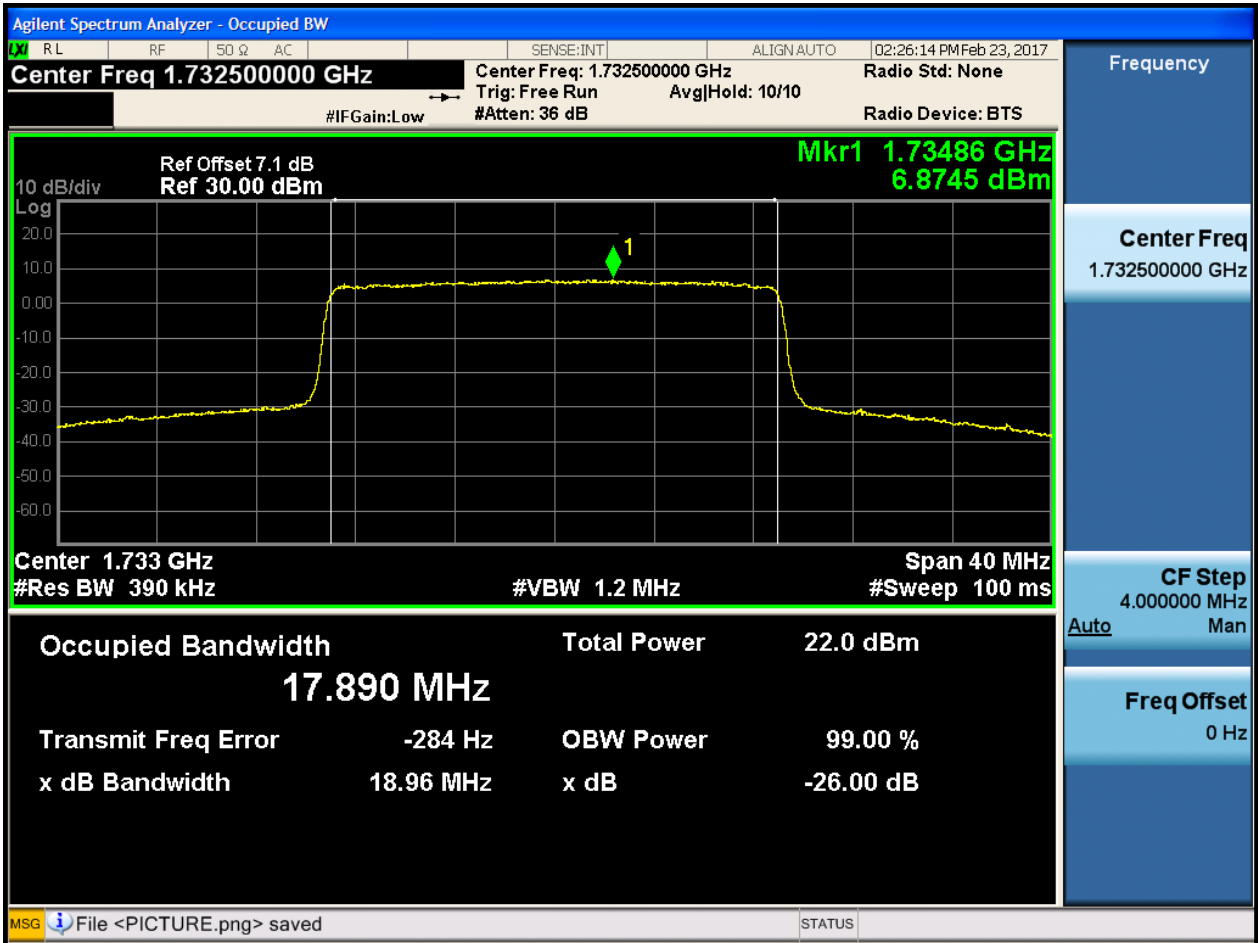 Agilent Spectrum Analyzer - Occupied BW
LXI RL RF 50 Ω AC SENSE:INT ALIGN AUTO 02:26:14 PM Feb 23, 2017
Center Freq 1.732500000 GHz
Center Freq: 1.732500000 GHz
Radio Std: None
Trig: Free Run Avg|Hold: 10/10
#IFGain:Low
#Atten: 36 dB
Radio Device: BTS
Mkr1 1.73486 GHz
6.8745 dBm
Ref Offset 7.1 dB
10 dB/div Ref 30.00 dBm
Log
20.0
10.0
0.00
-10.0
-20.0
-30.0
-40.0
-50.0
-60.0
1
Center 1.733 GHz Span 40 MHz
#Res BW 390 kHz #VBW 1.2 MHz #Sweep 100 ms
Occupied Bandwidth Total Power 22.0 dBm
17.890 MHz
Transmit Freq Error -284 Hz OBW Power 99.00 %
x dB Bandwidth 18.96 MHz x dB -26.00 dB
Frequency
Center Freq
1.732500000 GHz
CF Step
4.000000 MHz
Auto Man
Freq Offset
0 Hz
MSG File <PICTURE.png> saved STATUS